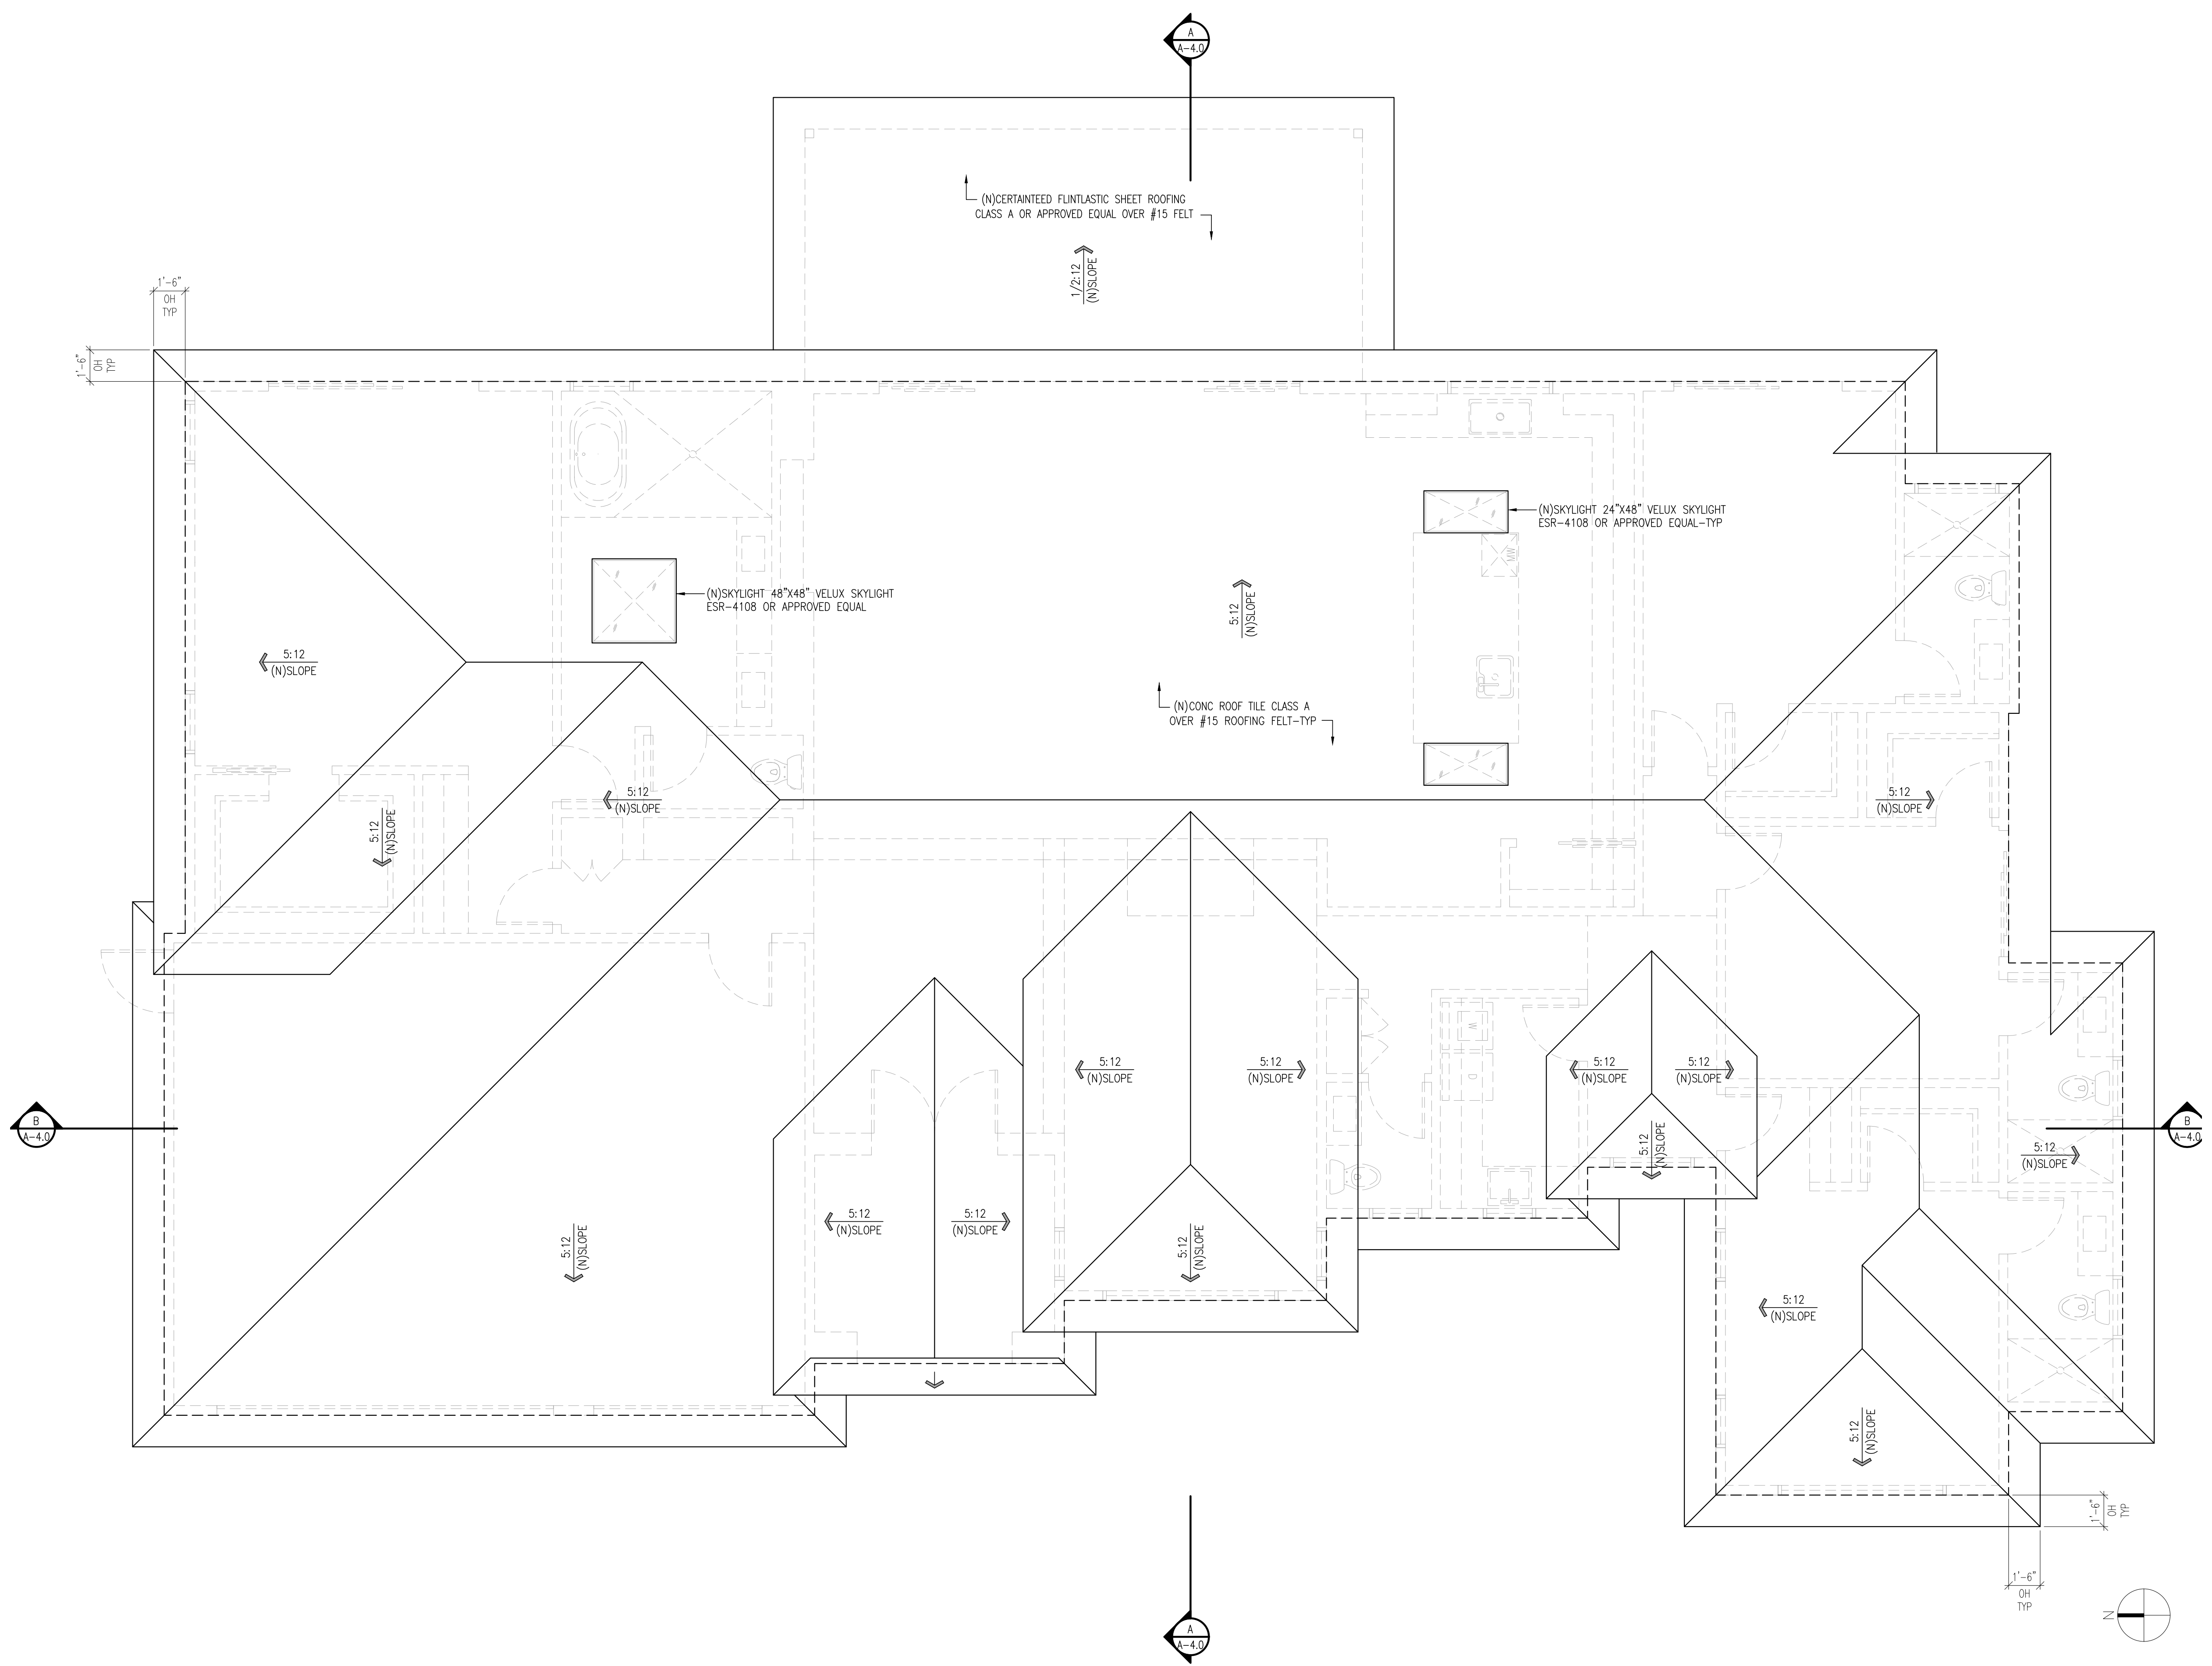 A
A-4.0
(N)CERTAINTEED FLINTLASTIC SHEET ROOFING
CLASS A OR APPROVED EQUAL OVER #15 FELT
1/2:12
(N)SLOPE
1'-6"
OH
TYP
1'-6"
OH
TYP
(N)SKYLIGHT 24"X48" VELUX SKYLIGHT
ESR-4108 OR APPROVED EQUAL-TYP
MW
(N)SKYLIGHT 48"X48" VELUX SKYLIGHT
ESR-4108 OR APPROVED EQUAL
5:12
(N)SLOPE
5:12
(N)SLOPE
(N)CONC ROOF TILE CLASS A
OVER #15 ROOFING FELT-TYP
5:12
(N)SLOPE
5:12
(N)SLOPE
5:12
(N)SLOPE
W
D
5:12
(N)SLOPE
5:12
(N)SLOPE
5:12
(N)SLOPE
5:12
(N)SLOPE
B
A-4.0
B
A-4.0
5:12
(N)SLOPE
5:12
(N)SLOPE
5:12
(N)SLOPE
5:12
(N)SLOPE
5:12
(N)SLOPE
5:12
(N)SLOPE
5:12
(N)SLOPE
5:12
(N)SLOPE
1'-6"
OH
TYP
1'-6"
OH
TYP
N
A
A-4.0